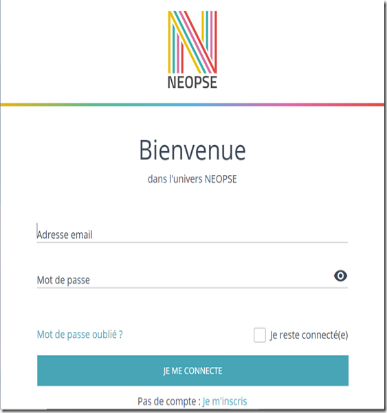 NEOPSE
Bienvenue
dans l'univers NEOPSE
Adresse email
Mot de passe
Mot de passe oublié ?
Je reste connecté(e)
JE ME CONNECTE
Pas de compte : Je m'inscris